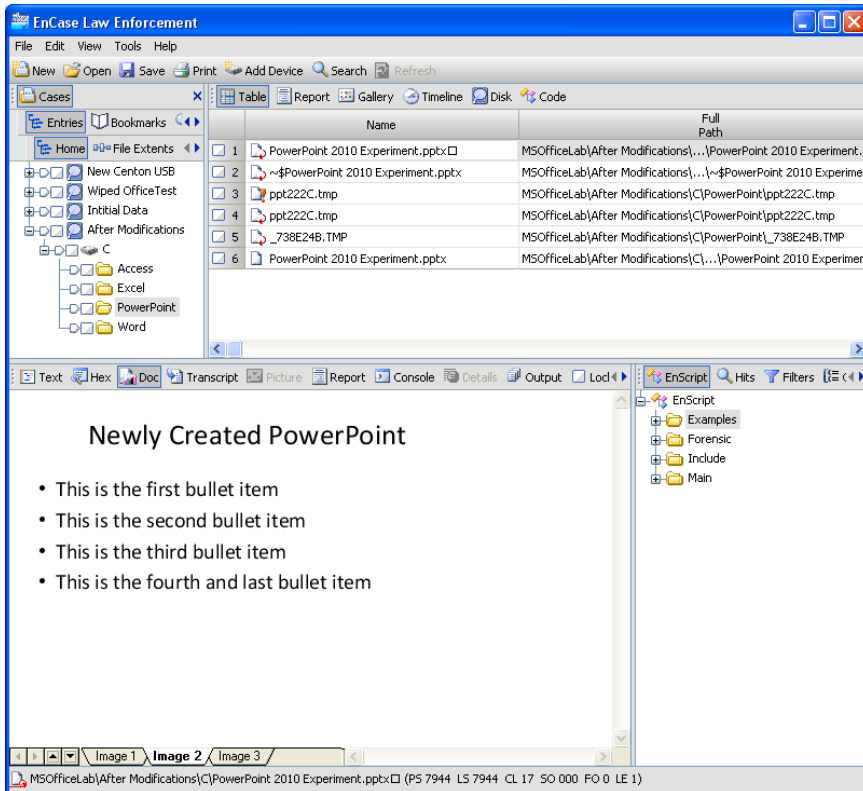 EnCase Law Enforcement
File Edit View Tools Help
New Open Save Print Add Device Search Refresh
Cases Table Report Gallery Timeline Disk Code
Entries Bookmarks
Name Full Path
Home File Extents
1 PowerPoint 2010 Experiment.pptx□ MSOfficeLab\After Modifications\...\PowerPoint 2010 Experiment.
New Centon USB
2 ~$PowerPoint 2010 Experiment.pptx MSOfficeLab\After Modifications\...\~$PowerPoint 2010 Experime
Wiped OfficeTest
3 ppt222C.tmp MSOfficeLab\After Modifications\C\PowerPoint\ppt222C.tmp
Intitial Data
4 ppt222C.tmp MSOfficeLab\After Modifications\C\PowerPoint\ppt222C.tmp
After Modifications
5 _738E24B.TMP MSOfficeLab\After Modifications\C\PowerPoint\_738E24B.TMP
C
6 PowerPoint 2010 Experiment.pptx MSOfficeLab\After Modifications\C\...\PowerPoint 2010 Experimer
Access
Excel
PowerPoint
Word
Text Hex Doc Transcript Picture Report Console Details Output Locl
EnScript Hits Filters
EnScript
Examples
Forensic
Include
Main
Newly Created PowerPoint
• This is the first bullet item
• This is the second bullet item
• This is the third bullet item
• This is the fourth and last bullet item
Image 1 Image 2 Image 3
MSOfficeLab\After Modifications\C\PowerPoint 2010 Experiment.pptx□ (PS 7944 LS 7944 CL 17 SO 000 FO 0 LE 1)